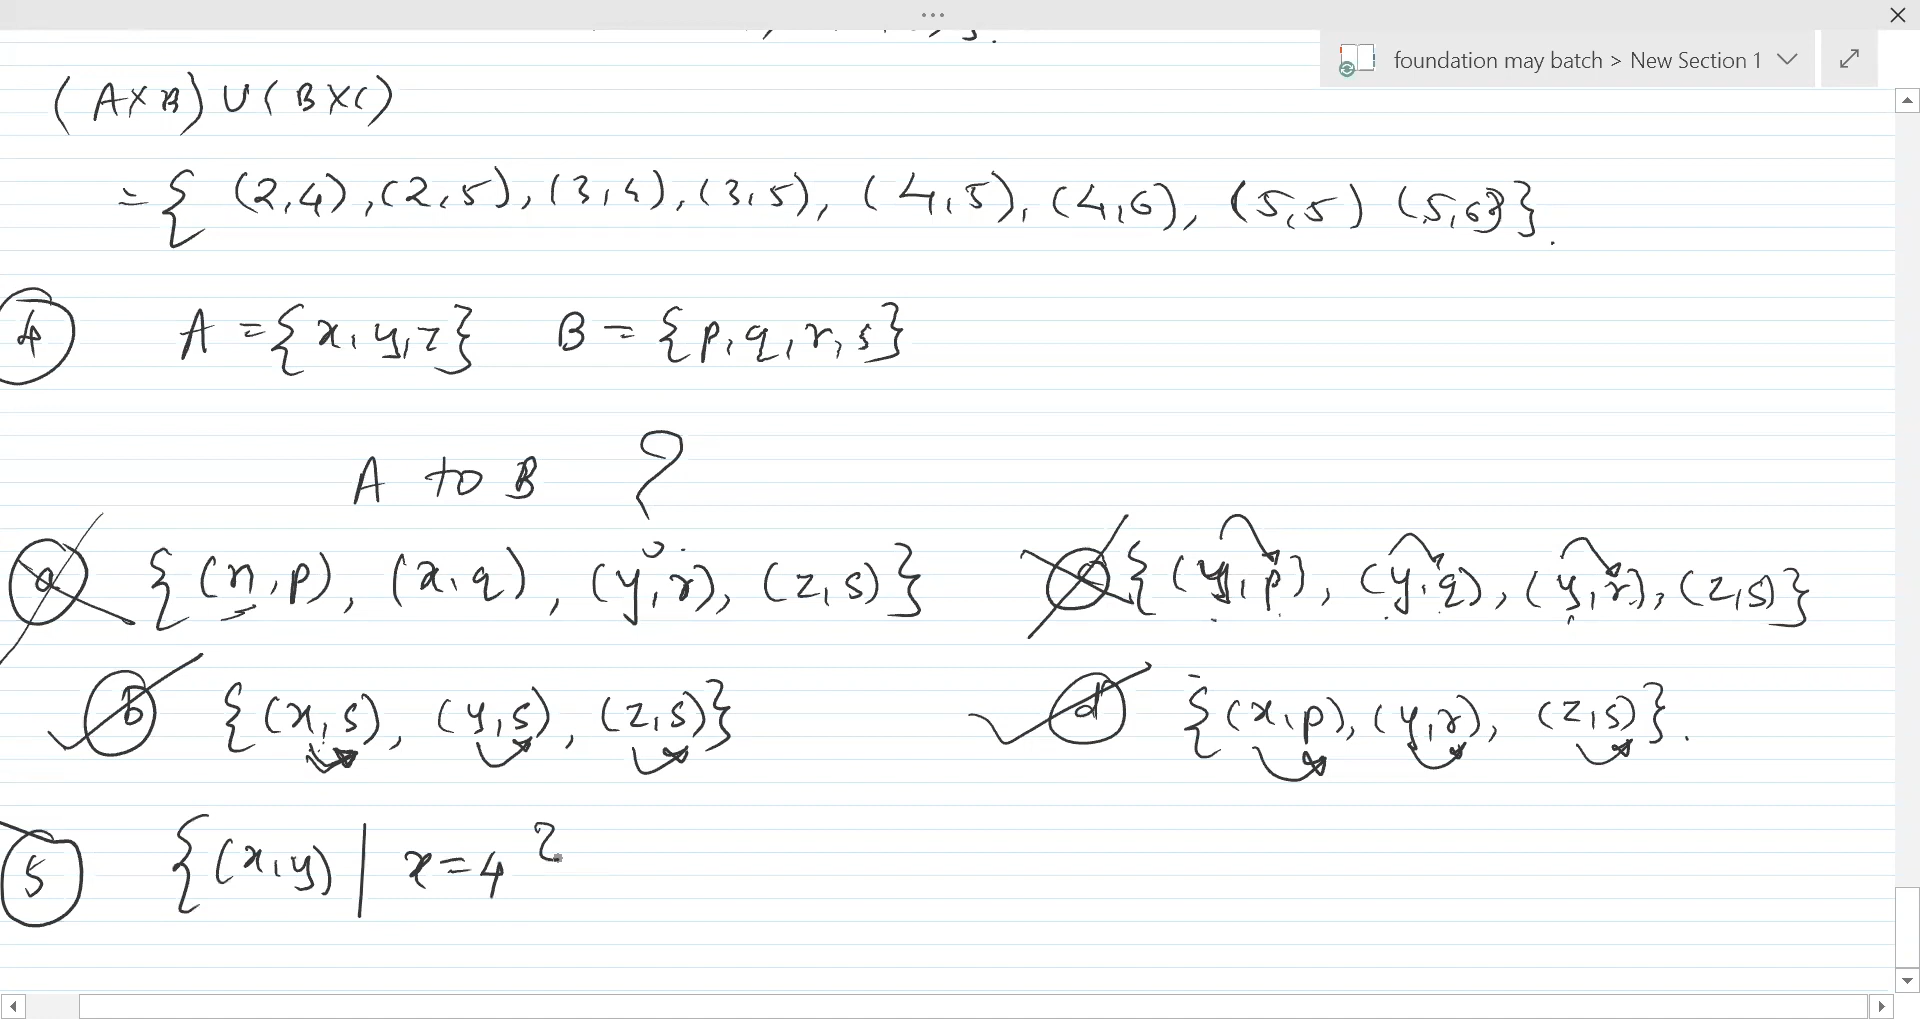 foundation may batch > New Section 1
(A×B) ∪ (B×C)
= { (2,4), (2,5), (3,4), (3,5), (4,5), (4,6), (5,5) (5,6)}.
4 A = {x, y, z} B = {p, q, r, s}
A to B ?
a {(x, p), (x, q), (y, r), (z, s)} c {(y, p), (y, q), (y, r), (z, s)}
b {(x, s), (y, s), (z, s)} d {(x, p), (y, r), (z, s)}.
5 {(x, y) | x = 4 2